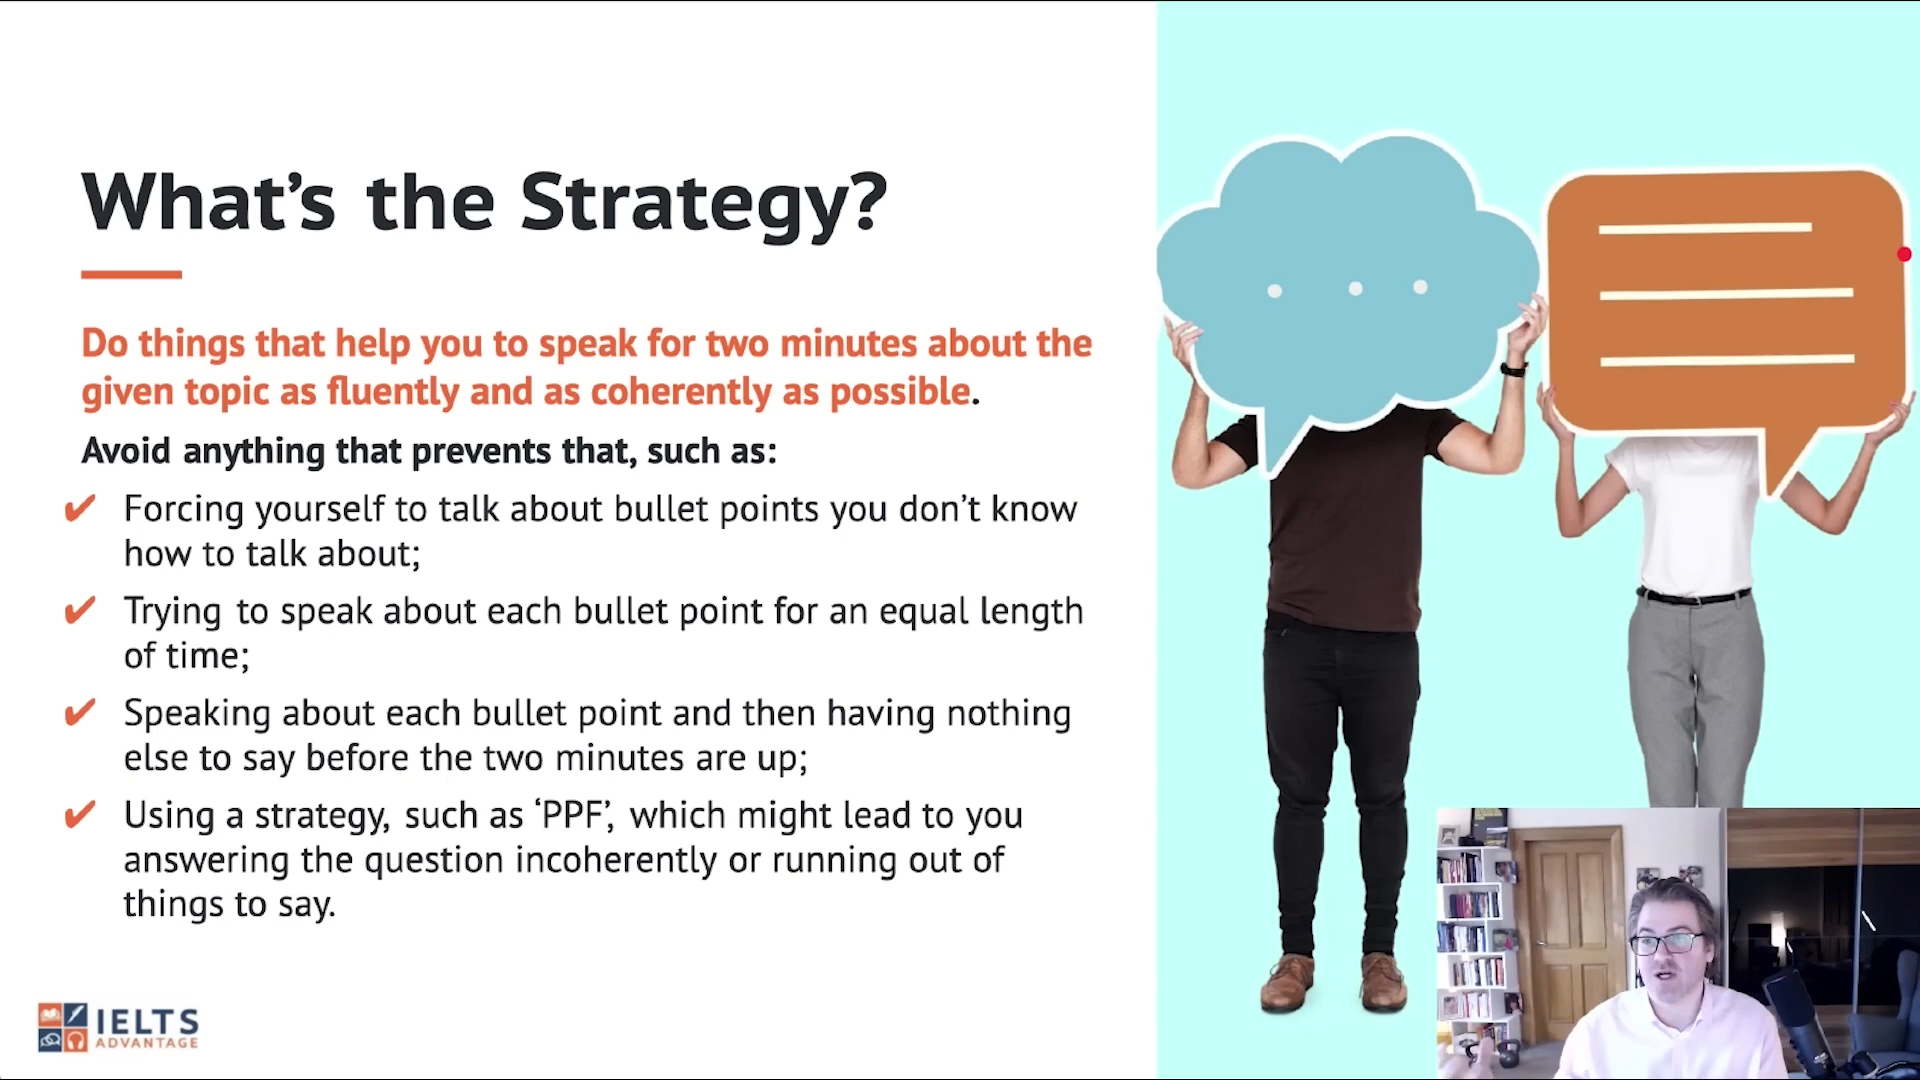 What's the Strategy?
Do things that help you to speak for two minutes about the
given topic as fluently and as coherently as possible.
Avoid anything that prevents that, such as:
✔ Forcing yourself to talk about bullet points you don't know
how to talk about;
✔ Trying to speak about each bullet point for an equal length
of time;
✔ Speaking about each bullet point and then having nothing
else to say before the two minutes are up;
✔ Using a strategy, such as ‘PPF’, which might lead to you
answering the question incoherently or running out of
things to say.
IELTS
ADVANTAGE